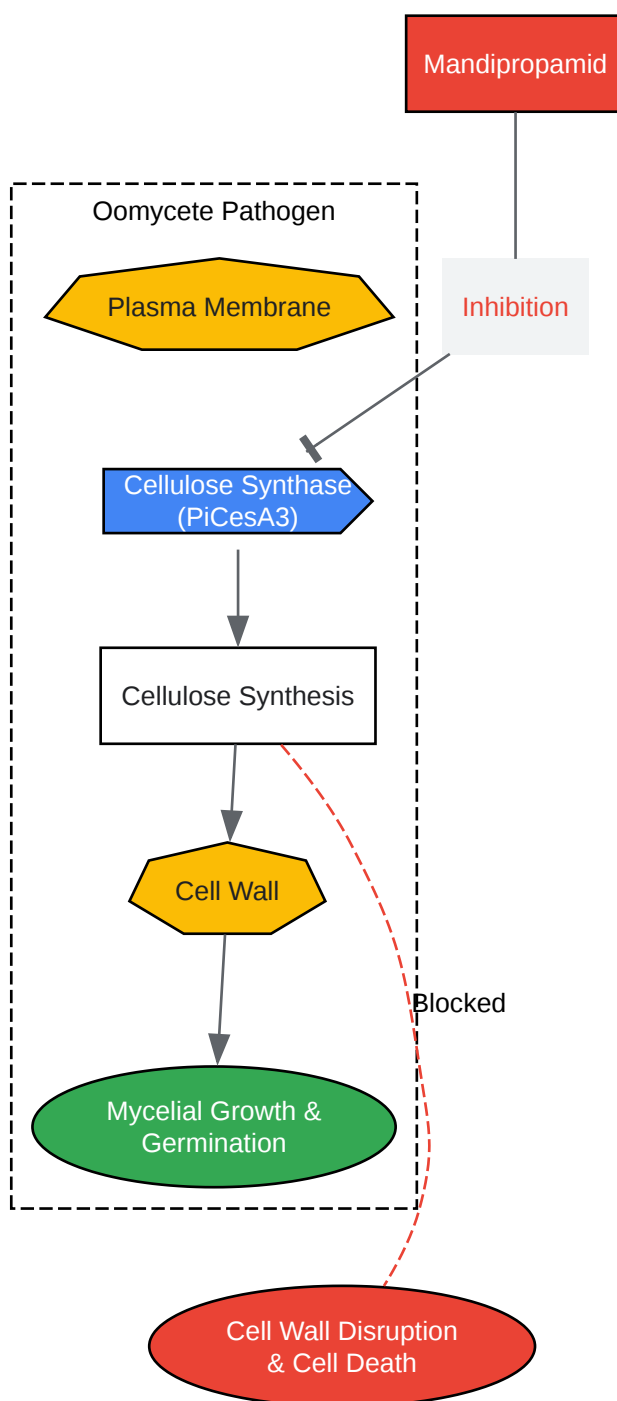 Mandipropamid
Oomycete Pathogen
Plasma Membrane
Inhibition
Cellulose Synthase
(PiCesA3)
Cellulose Synthesis
Cell Wall
Blocked
Mycelial Growth &
Germination
Cell Wall Disruption
& Cell Death